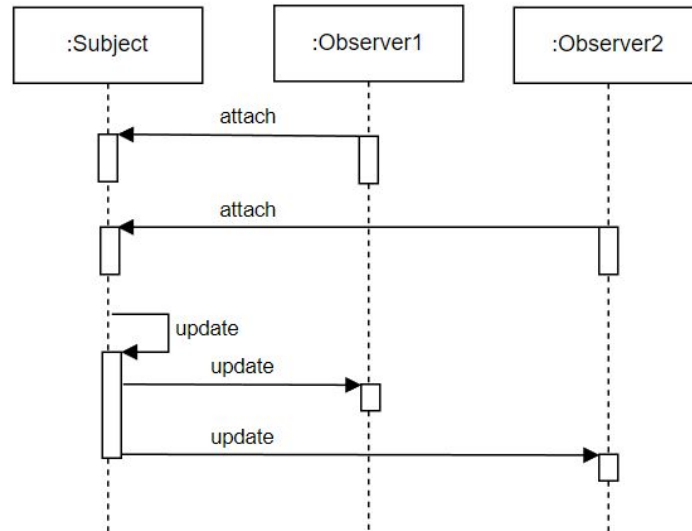 :Subject
:Observer1
:Observer2
attach
attach
update
update
update